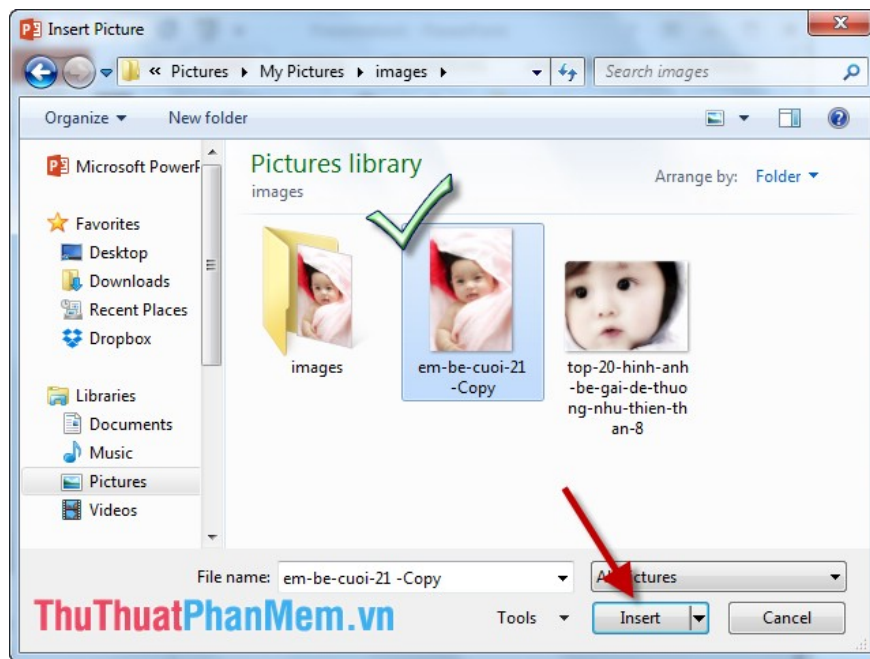 Insert Picture
« Pictures My Pictures images Search images
Organize New folder
Microsoft PowerP
Pictures library
images
Arrange by: Folder
Favorites
Desktop
Downloads
Recent Places
Dropbox
Libraries
Documents
Music
Pictures
Videos
images
em-be-cuoi-21
-Copy
top-20-hinh-anh
-be-gai-de-thuo
ng-nhu-thien-th
an-8
File name: em-be-cuoi-21 -Copy
ThuThuatPhanMem.vn
Tools Insert Cancel